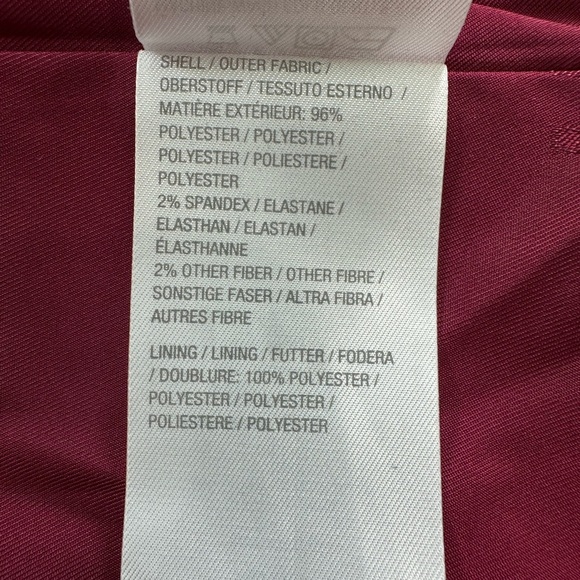 SHELL / OUTER FABRIC /
OBERSTOFF / TESSUTO ESTERNO /
MATIÈRE EXTÉRIEUR: 96%
POLYESTER / POLYESTER /
POLYESTER / POLIESTERE /
POLYESTER
2% SPANDEX / ELASTANE /
ELASTHAN / ELASTAN /
ÉLASTHANNE
2% OTHER FIBER / OTHER FIBRE /
SONSTIGE FASER / ALTRA FIBRA /
AUTRES FIBRE
LINING / LINING / FUTTER / FODERA
/ DOUBLURE: 100% POLYESTER /
POLYESTER / POLYESTER /
POLIESTERE / POLYESTER